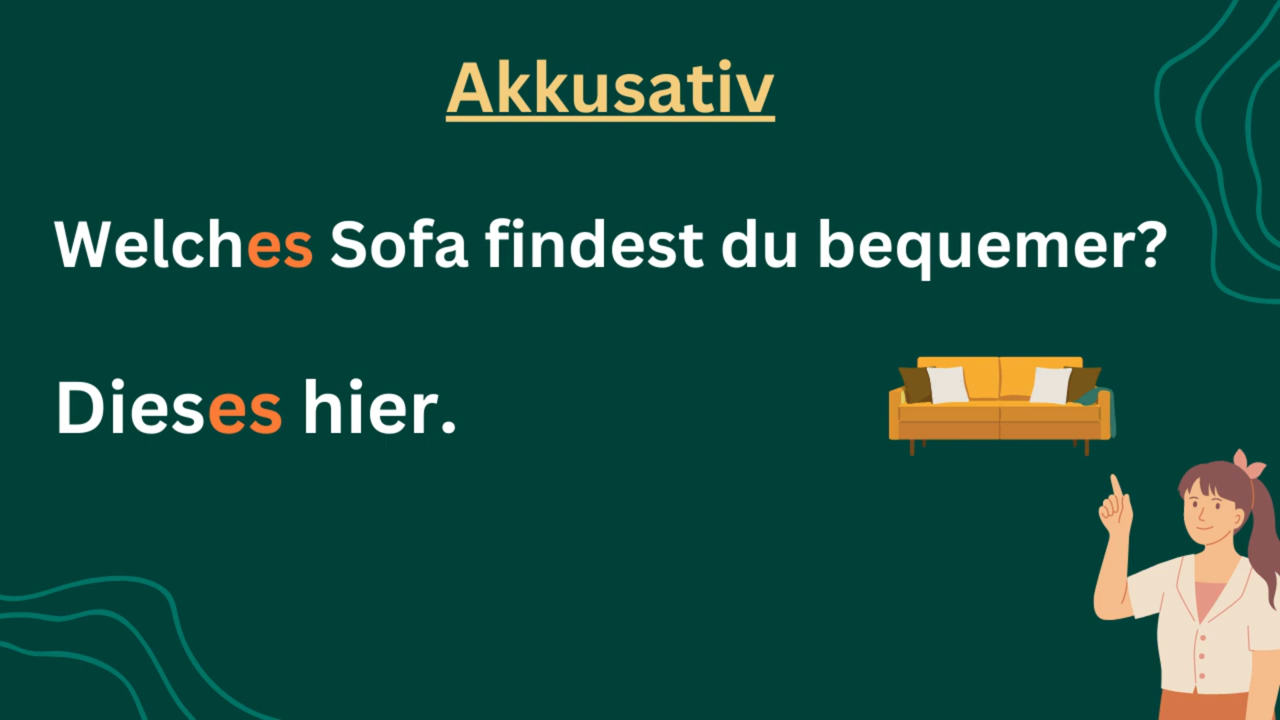 Akkusativ
Welches Sofa findest du bequemer?
Dieses hier.